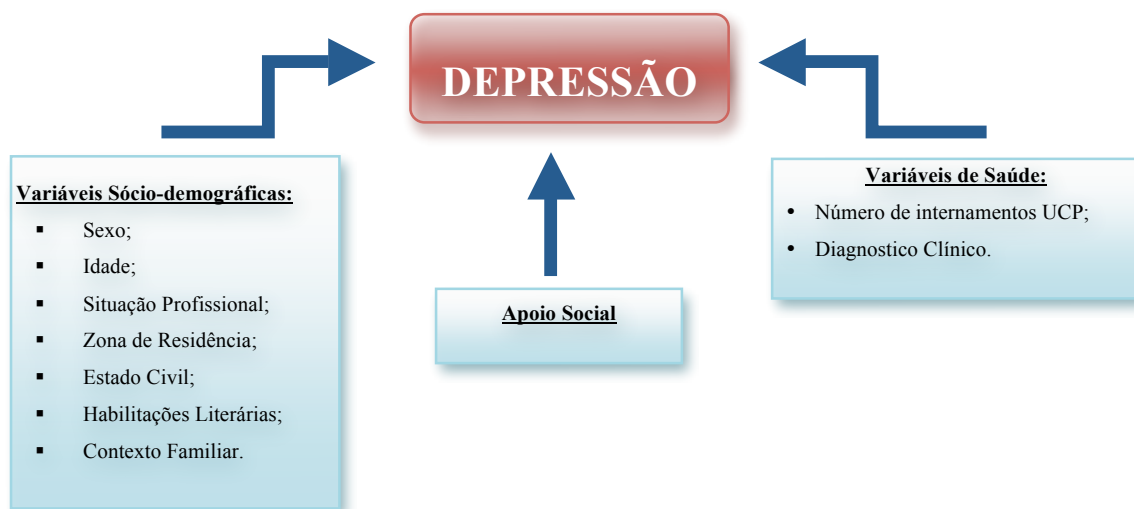 DEPRESSÃO
Variáveis Sócio-demográficas:
▪ Sexo;
▪ Idade;
▪ Situação Profissional;
▪ Zona de Residência;
▪ Estado Civil;
▪ Habilitações Literárias;
▪ Contexto Familiar.
Apoio Social
Variáveis de Saúde:
• Número de internamentos UCP;
• Diagnostico Clínico.